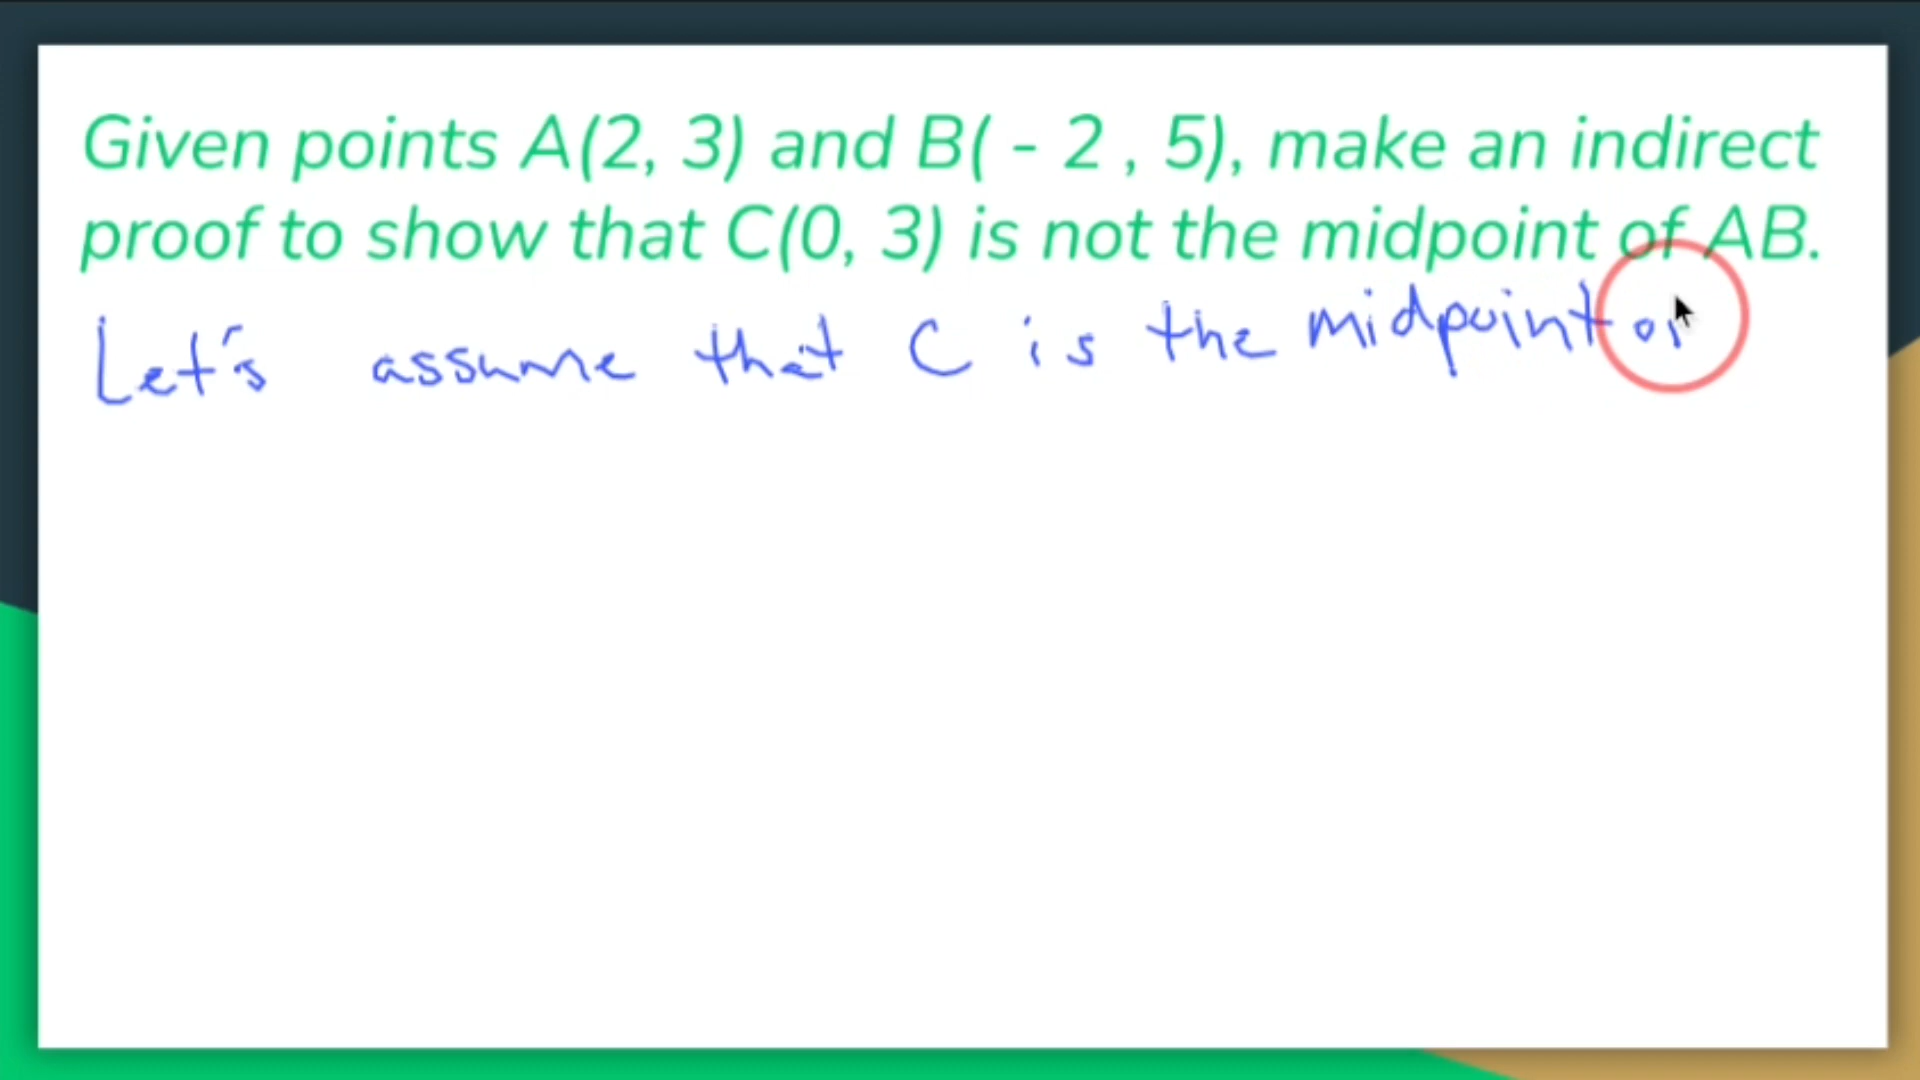 Given points A(2, 3) and B( - 2 , 5), make an indirect
proof to show that C(0, 3) is not the midpoint of AB.
Let's assume that C is the midpoint